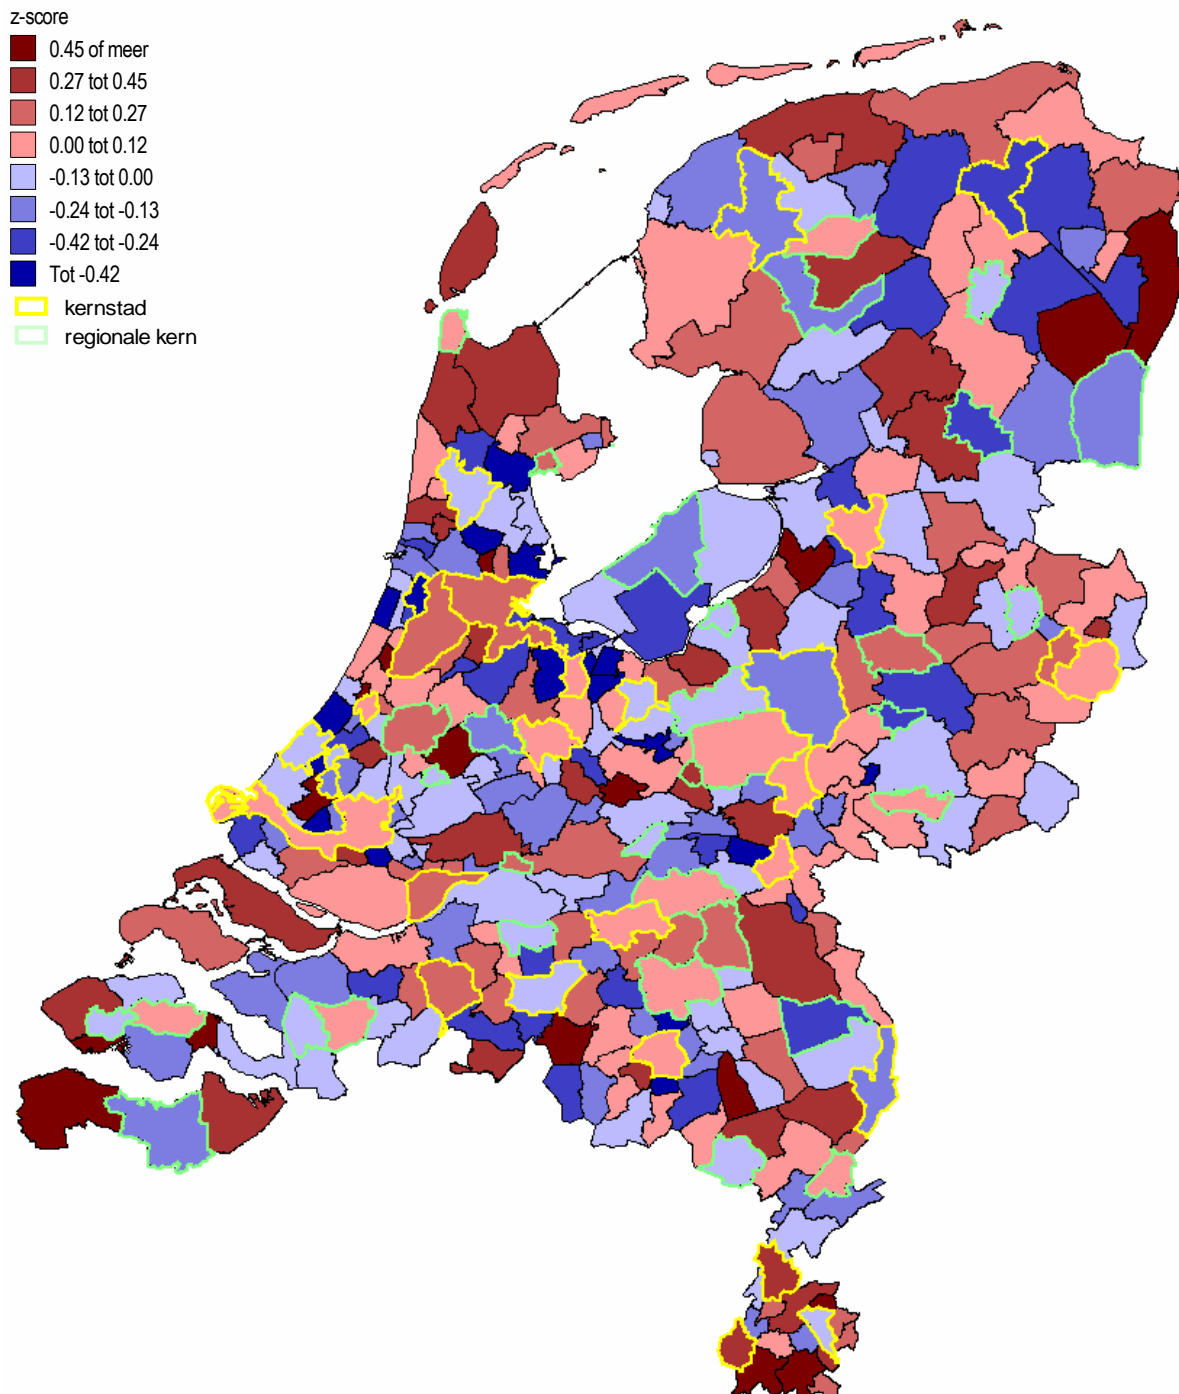 z-score
0.45 of meer
0.27 tot 0.45
0.12 tot 0.27
0.00 tot 0.12
-0.13 tot 0.00
-0.24 tot -0.13
-0.42 tot -0.24
Tot -0.42
kernstad
regionale kern